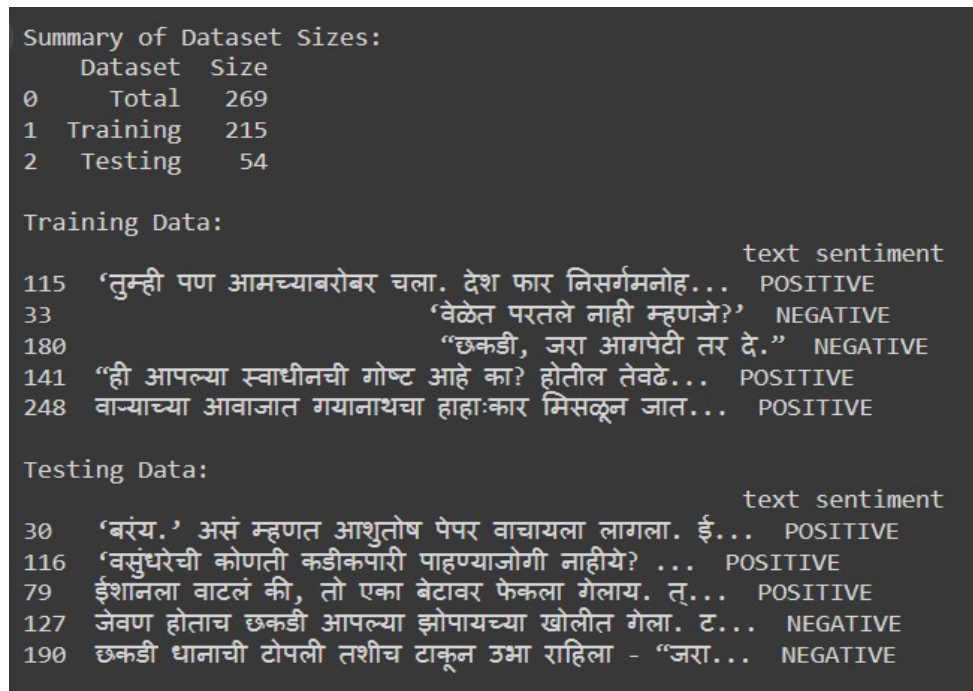 Summary of Dataset Sizes:
Dataset Size
0 Total 269
1 Training 215
2 Testing 54
Training Data:
text sentiment
115 ‘तुम्ही पण आमच्याबरोबर चला. देश फार निसर्गमनोह... POSITIVE
33 ‘वेळेत परतले नाही म्हणजे?’ NEGATIVE
180 “छकडी, जरा आगपेटी तर दे.” NEGATIVE
141 “ही आपल्या स्वाधीनची गोष्ट आहे का? होतील तेवढे... POSITIVE
248 वाऱ्याच्या आवाजात गयानाथचा हाहाःकार मिसळून जात... POSITIVE
Testing Data:
text sentiment
30 ‘बरंय.’ असं म्हणत आशुतोष पेपर वाचायला लागला. ई... POSITIVE
116 ‘वसुंधरेची कोणती कडीकपारी पाहण्याजोगी नाहीये? ... POSITIVE
79 ईशानला वाटलं की, तो एका बेटावर फेकला गेलाय. त्... POSITIVE
127 जेवण होताच छकडी आपल्या झोपायच्या खोलीत गेला. ट... NEGATIVE
190 छकडी धानाची टोपली तशीच टाकून उभा राहिला - “जरा... NEGATIVE